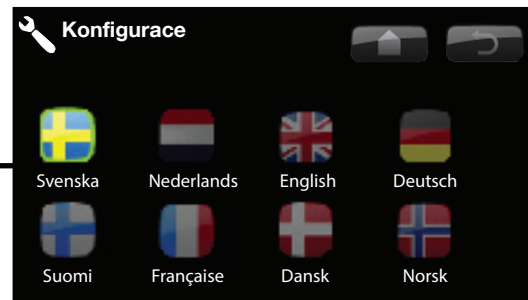 Konfigurace
Svenska Nederlands English Deutsch
Suomi Française Dansk Norsk